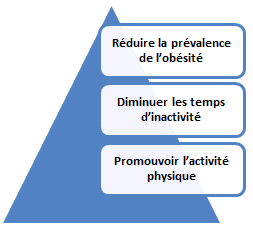 Réduire la prévalence
de l’obésité
Diminuer les temps
d’inactivité
Promouvoir l’activité
physique